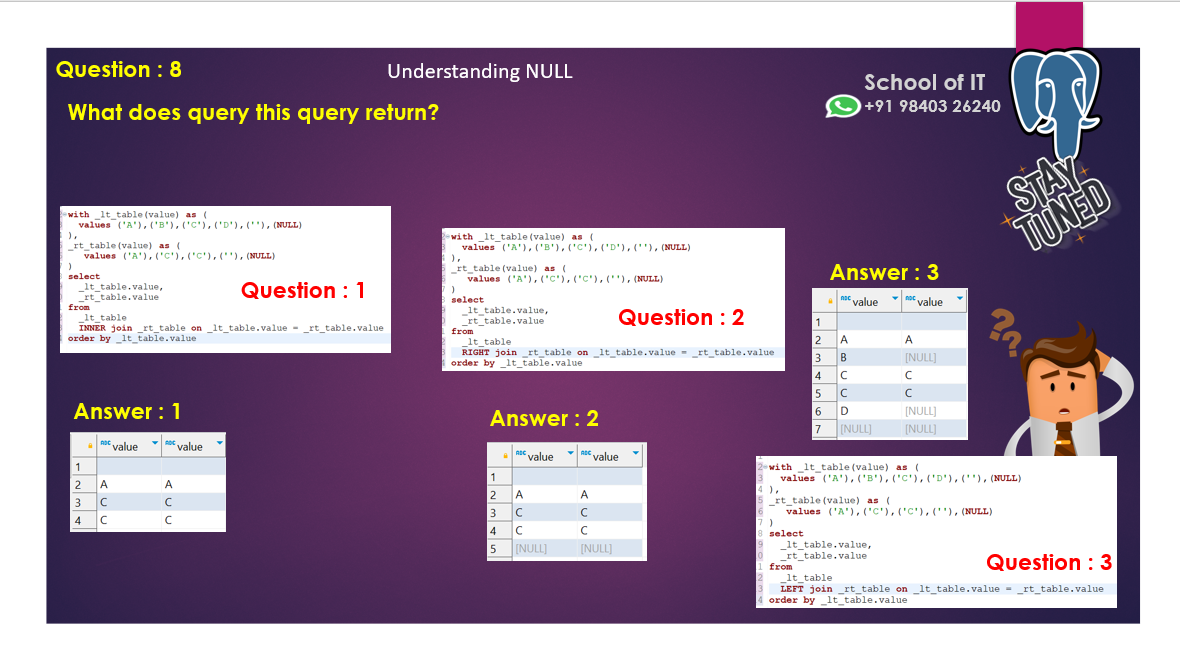 Question : 8
Understanding NULL
School of IT
+91 98403 26240
What does query this query return?
STAY
TUNED
with _lt_table(value) as (
values ('A'),('B'),('C'),('D'),(''),(NULL)
),
_rt_table(value) as (
values ('A'),('C'),('C'),(''),(NULL)
)
select
_lt_table.value,
_rt_table.value
from
_lt_table
INNER join _rt_table on _lt_table.value = _rt_table.value
order by _lt_table.value
Question : 1
with _lt_table(value) as (
values ('A'),('B'),('C'),('D'),(''),(NULL)
),
_rt_table(value) as (
values ('A'),('C'),('C'),(''),(NULL)
)
select
_lt_table.value,
_rt_table.value
from
_lt_table
RIGHT join _rt_table on _lt_table.value = _rt_table.value
order by _lt_table.value
Question : 2
Answer : 3
ABC value ABC value
1
2 A A
3 B [NULL]
4 C C
5 C C
6 D [NULL]
7 [NULL] [NULL]
??
Answer : 1
ABC value ABC value
1
2 A A
3 C C
4 C C
Answer : 2
ABC value ABC value
1
2 A A
3 C C
4 C C
5 [NULL] [NULL]
with _lt_table(value) as (
values ('A'),('B'),('C'),('D'),(''),(NULL)
),
_rt_table(value) as (
values ('A'),('C'),('C'),(''),(NULL)
)
select
_lt_table.value,
_rt_table.value
from
_lt_table
LEFT join _rt_table on _lt_table.value = _rt_table.value
order by _lt_table.value
Question : 3